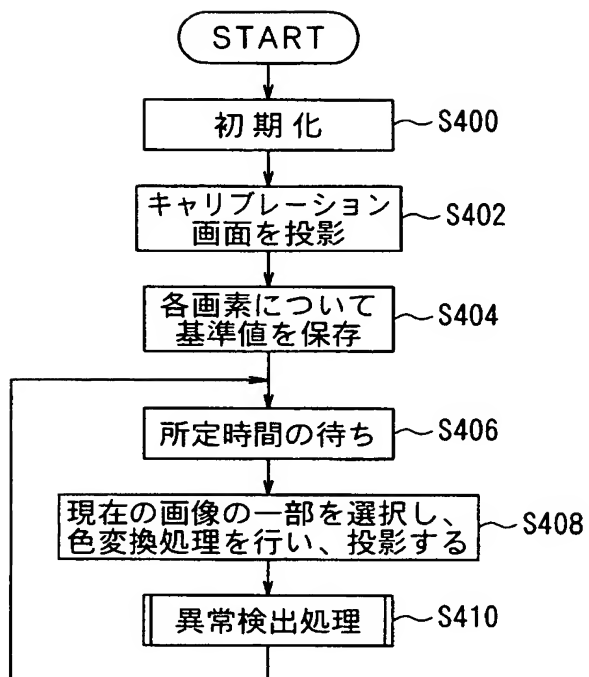 START
初期化
S400
キャリブレーション
画面を投影
S402
各画素について
基準値を保存
S404
所定時間の待ち
S406
現在の画像の一部を選択し、
色変換処理を行い、投影する
S408
異常検出処理
S410